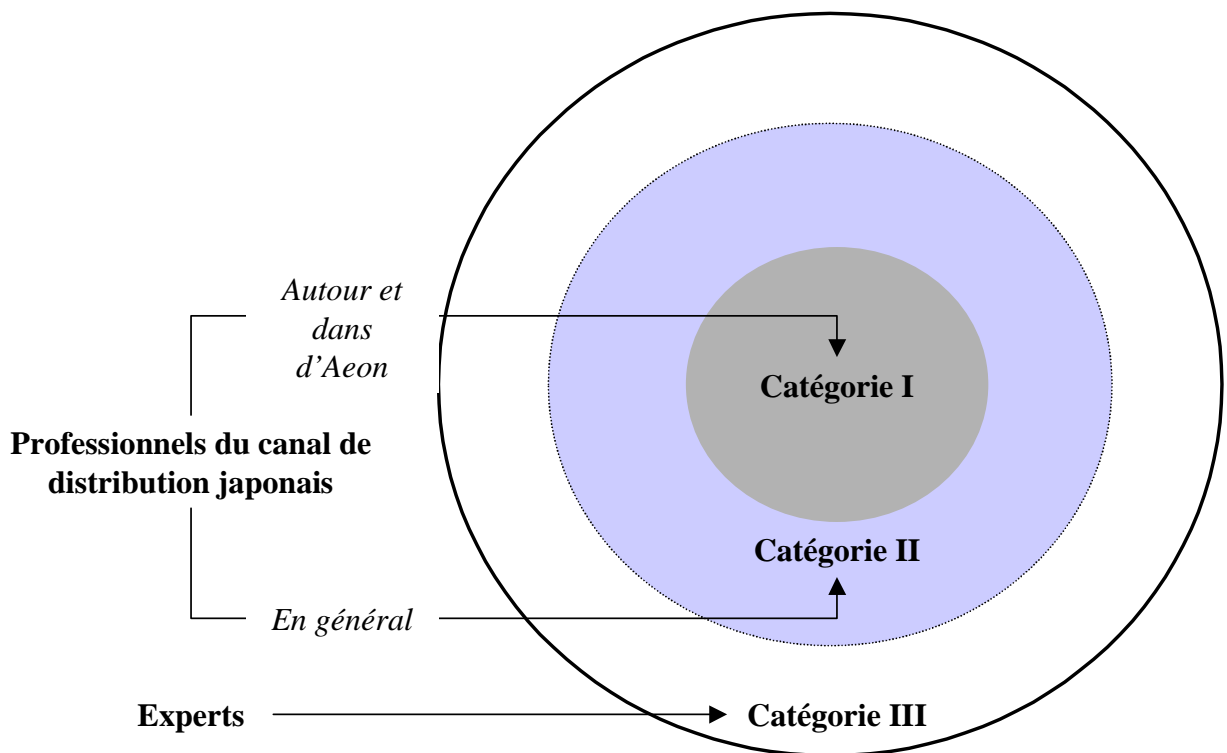 Autour et
dans
d’Aeon
Catégorie I
Professionnels du canal de
distribution japonais
Catégorie II
En général
Experts
Catégorie III